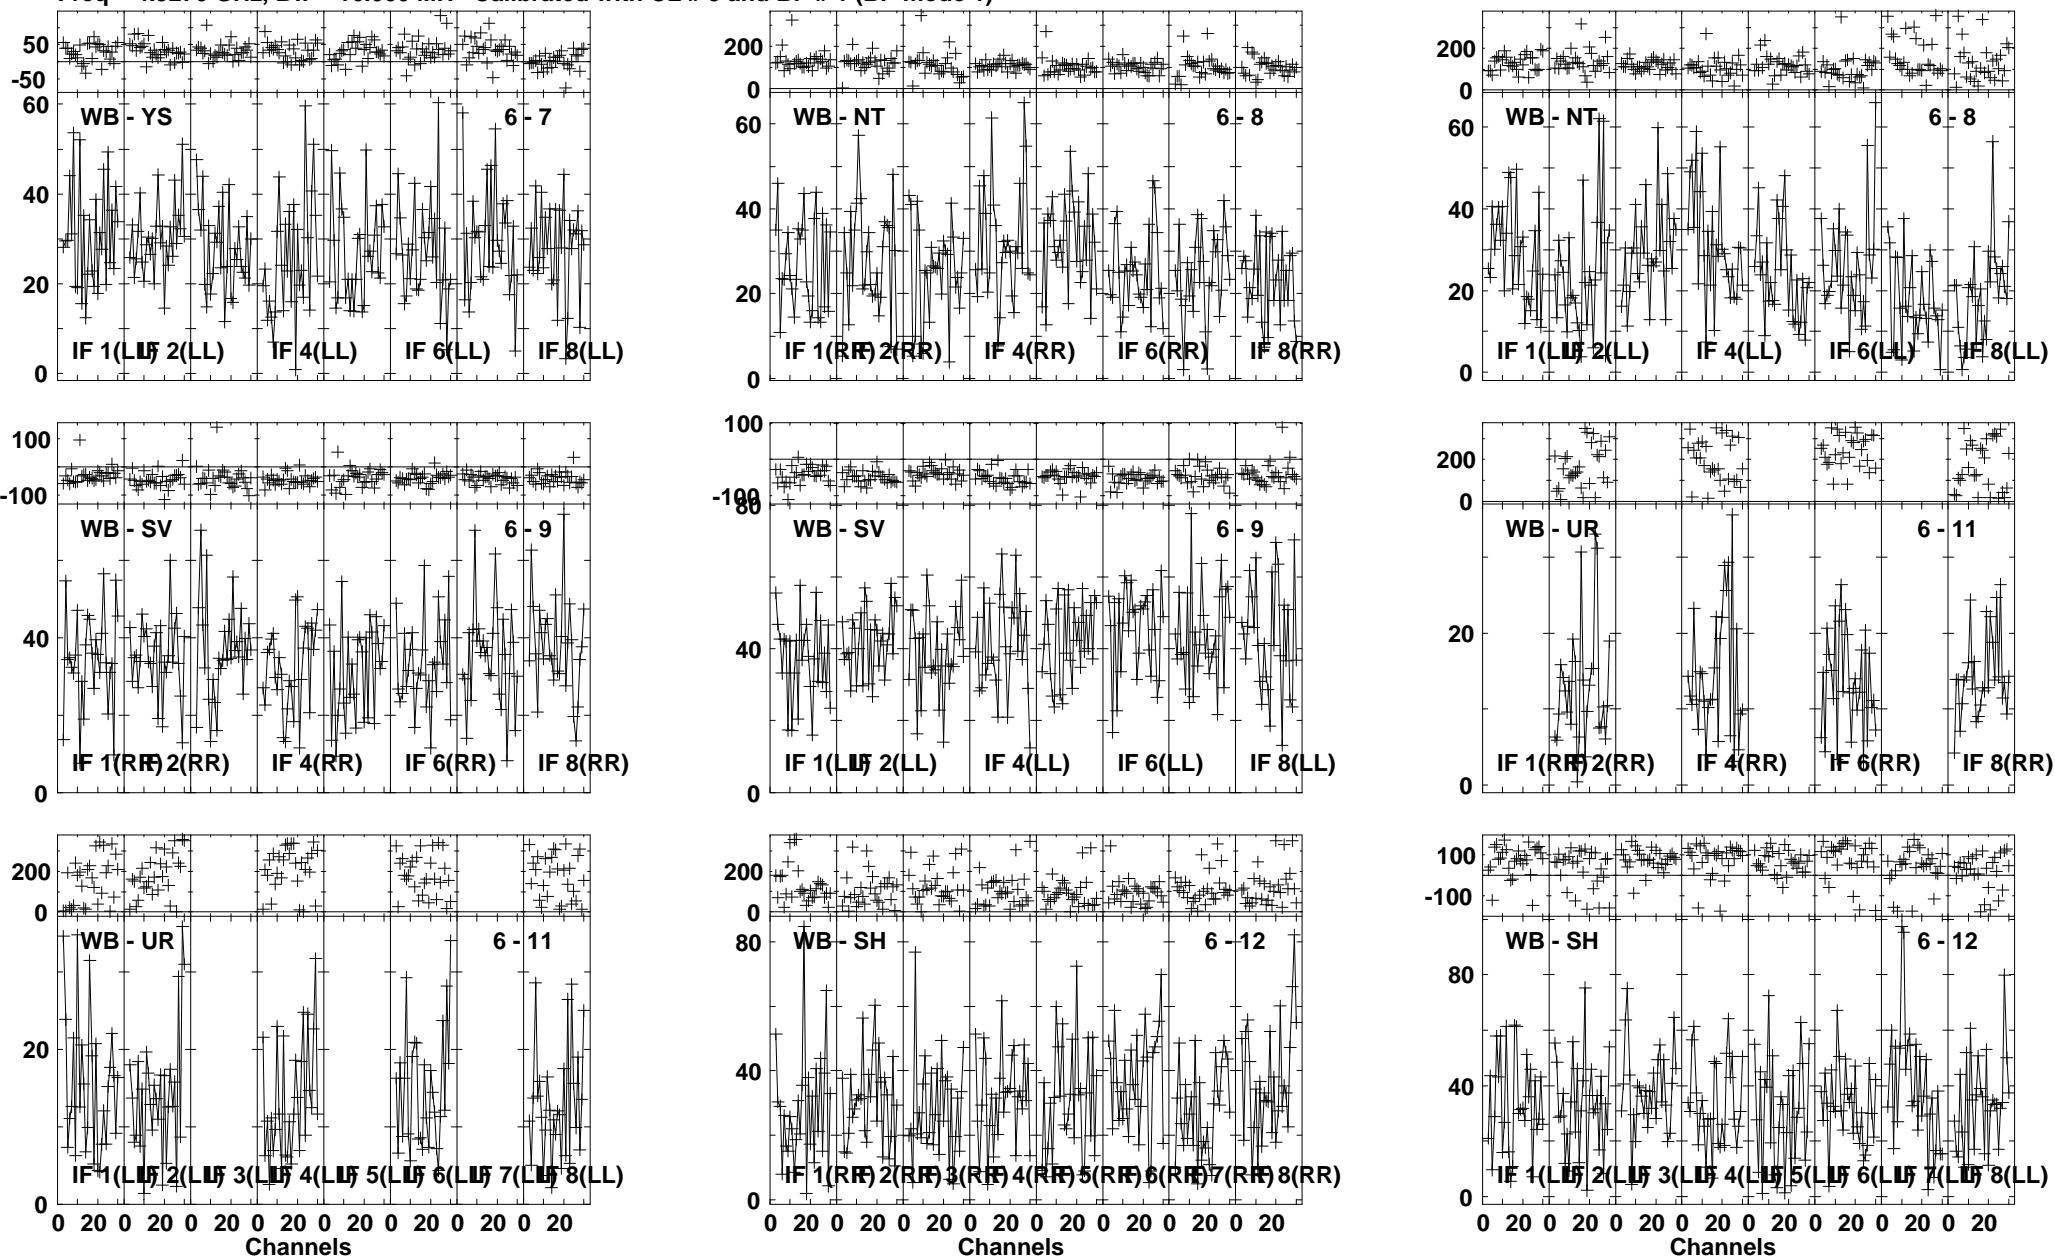 50
-50
60
40
20
0
WB - YS 6 - 7
IF 1(LL) IF 2(LL) IF 4(LL) IF 6(LL) IF 8(LL)
200
0
60
40
20
0
WB - NT 6 - 8
IF 1(RR) IF 2(RR) IF 4(RR) IF 6(RR) IF 8(RR)
200
0
60
40
20
0
WB - NT 6 - 8
IF 1(LL) IF 2(LL) IF 4(LL) IF 6(LL) IF 8(LL)
100
-100
40
0
WB - SV 6 - 9
IF 1(RR) IF 2(RR) IF 4(RR) IF 6(RR) IF 8(RR)
100
-100
80
40
0
WB - SV 6 - 9
IF 1(LL) IF 2(LL) IF 4(LL) IF 6(LL) IF 8(LL)
200
0
20
0
WB - UR 6 - 11
IF 1(RR) IF 2(RR) IF 4(RR) IF 6(RR) IF 8(RR)
200
0
20
0
WB - UR 6 - 11
IF 1(LL) IF 2(LL) IF 3(LL) IF 4(LL) IF 5(LL) IF 6(LL) IF 7(LL) IF 8(LL)
0 20 0 20 0 20 0 20 0 20 0 20 0 20 0 20
Channels
200
0
80
40
0
WB - SH 6 - 12
IF 1(RR) IF 2(RR) IF 3(RR) IF 4(RR) IF 5(RR) IF 6(RR) IF 7(RR) IF 8(RR)
0 20 0 20 0 20 0 20 0 20 0 20 0 20 0 20
Channels
100
-100
80
40
0
WB - SH 6 - 12
IF 1(LL) IF 2(LL) IF 3(LL) IF 4(LL) IF 5(LL) IF 6(LL) IF 7(LL) IF 8(LL)
0 20 0 20 0 20 0 20 0 20 0 20 0 20 0 20
Channels